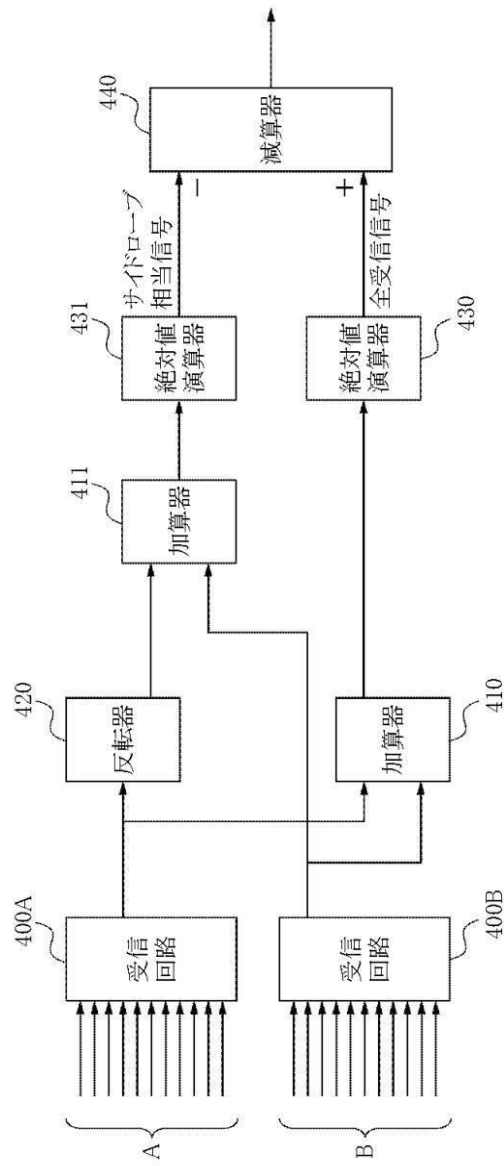 A
400A
受信
回路
420
反転器
411
加算器
431
絶対値
演算器
サイドローブ
相当信号
−
440
減算器
+
全受信信号
絶対値
演算器
430
加算器
410
B
受信
回路
400B